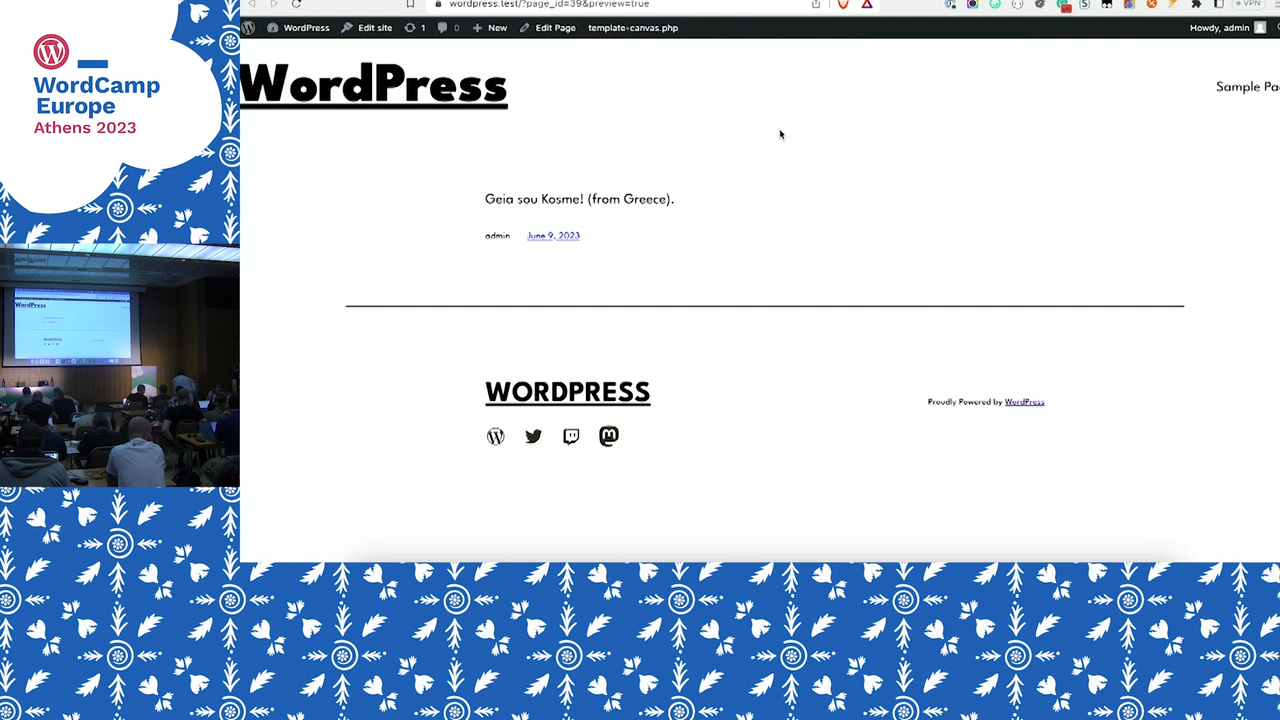 WordCamp
Europe
Athens 2023
wordpress.test/?page_id=39&preview=true
VPN
WordPress
Edit site
1
0
New
Edit Page
template-canvas.php
Howdy, admin
WordPress
Sample Pa
Geia sou Kosme! (from Greece).
admin
June 9, 2023
WORDPRESS
Proudly Powered by WordPress